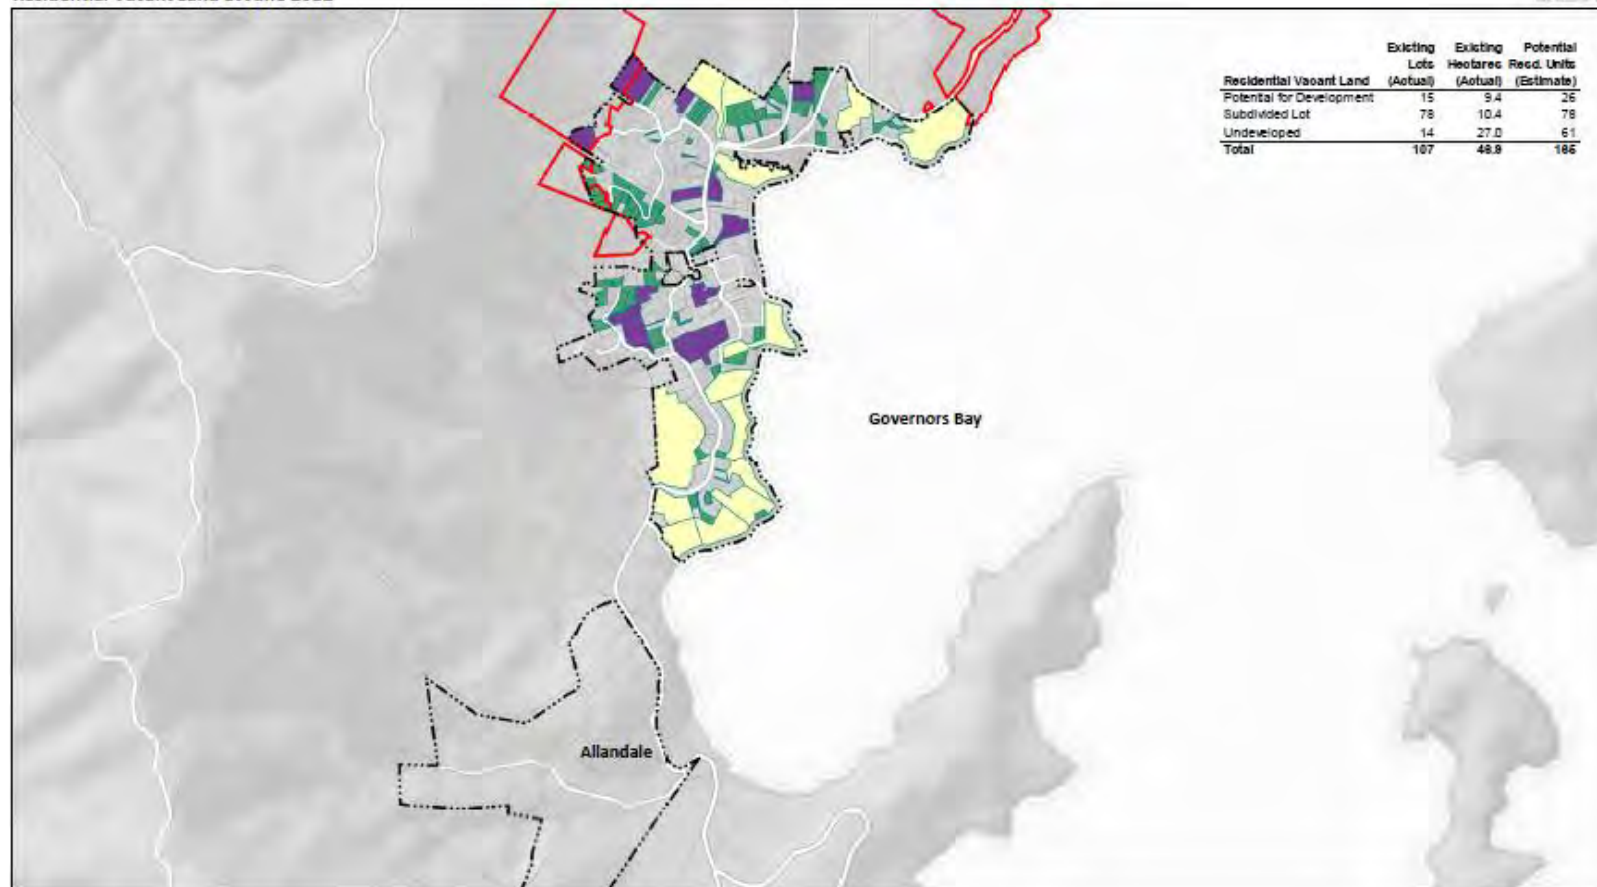 Existing Existing Potential
Lots Hectares Resd. Units
Residential Vacant Land (Actual) (Actual) (Estimate)
Potential for Development 15 9.4 26
Subdivided Lot 78 10.4 78
Undeveloped 14 27.0 61
Total 107 46.8 165
Governors Bay
Allandale